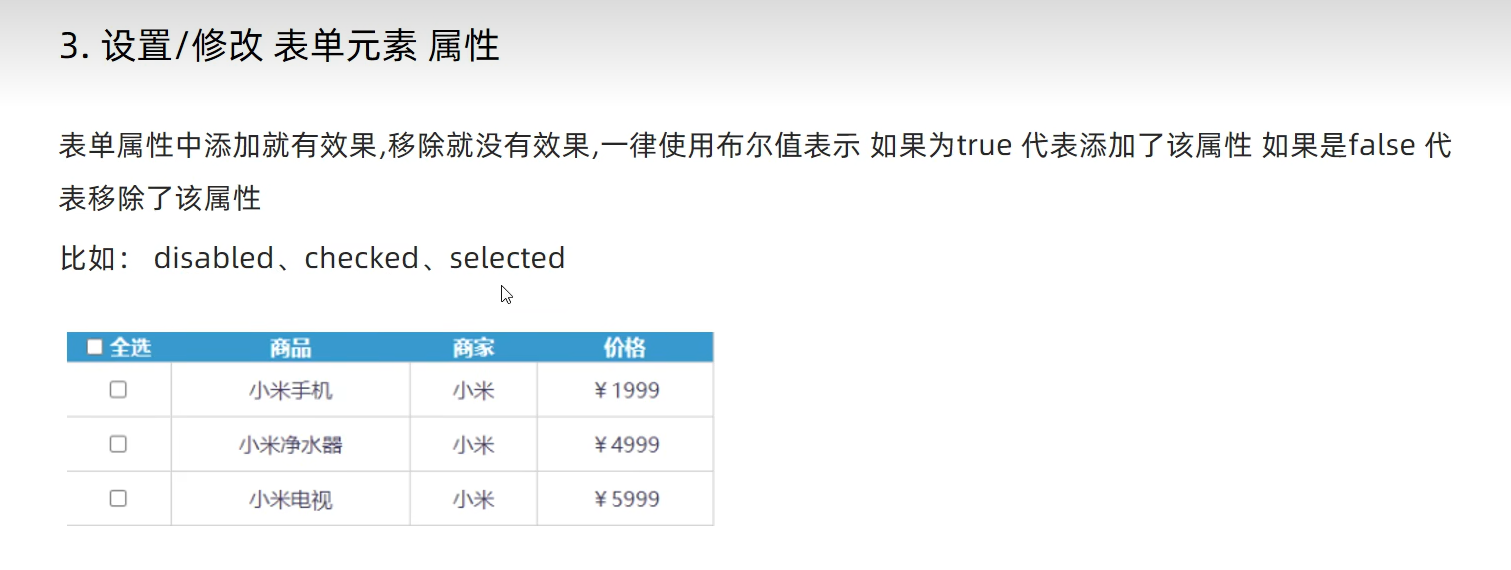 3. 设置/修改 表单元素 属性
表单属性中添加就有效果,移除就没有效果,一律使用布尔值表示 如果为true 代表添加了该属性 如果是false 代
表移除了该属性
比如： disabled、checked、selected
全选 商品 商家 价格
小米手机 小米 ￥1999
小米净水器 小米 ￥4999
小米电视 小米 ￥5999